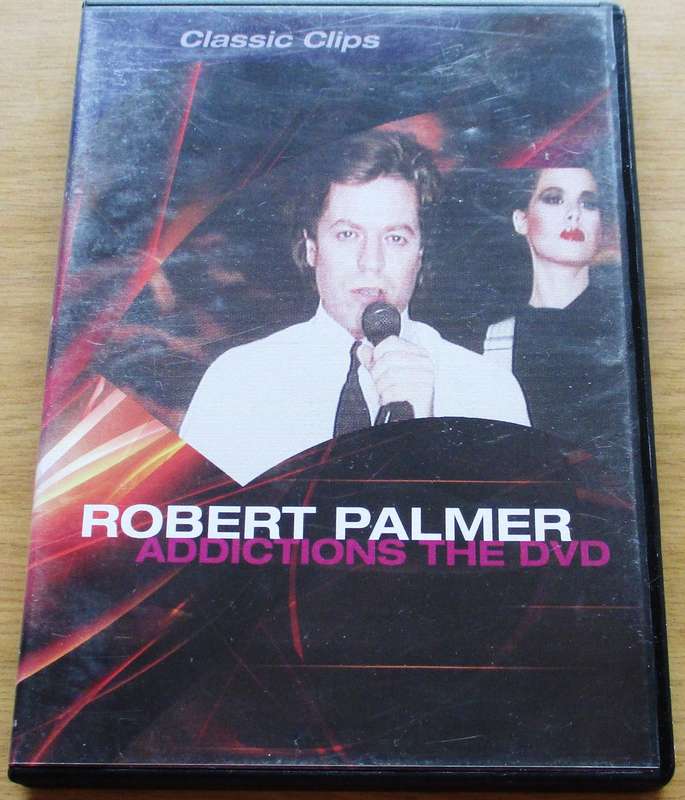 Classic Clips
ROBERT PALMER
ADDICTIONS THE DVD